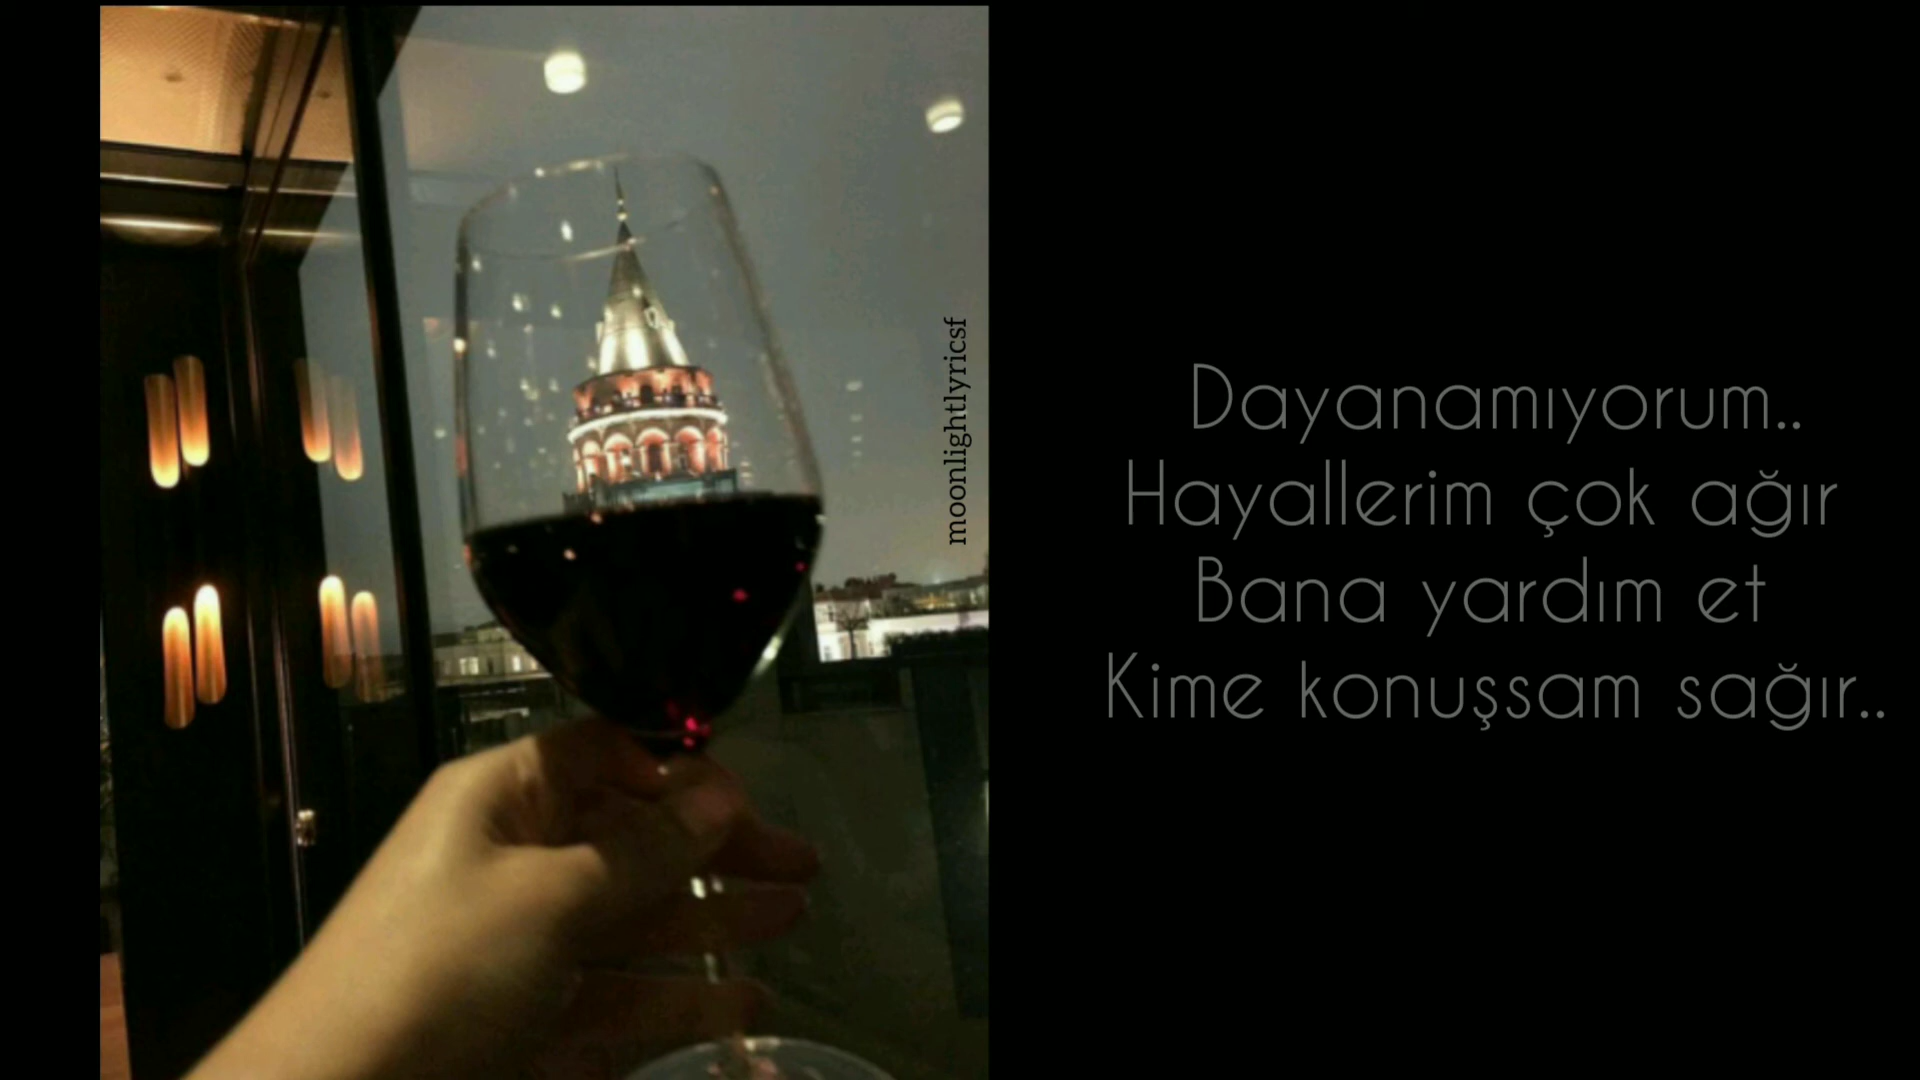 moonlightlyricsf
Dayanamıyorum..
Hayallerim çok ağır
Bana yardım et
Kime konuşsam sağır..